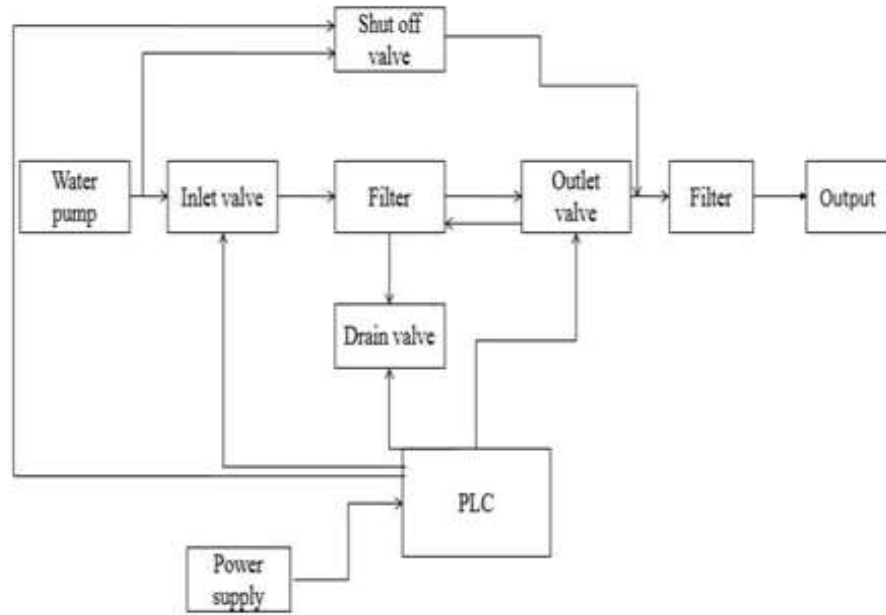 Shut off
valve
Water
pump
Inlet valve
Filter
Outlet
valve
Filter
Output
Drain valve
PLC
Power
supply